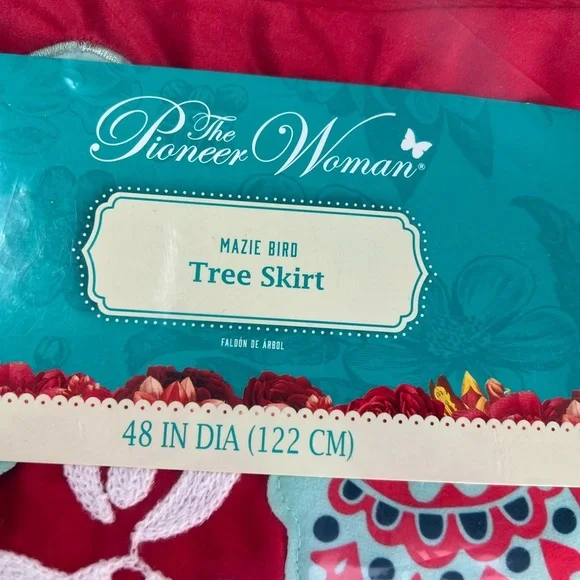 The
Pioneer Woman®
MAZIE BIRD
Tree Skirt
FALDÓN DE ÁRBOL
48 IN DIA (122 CM)